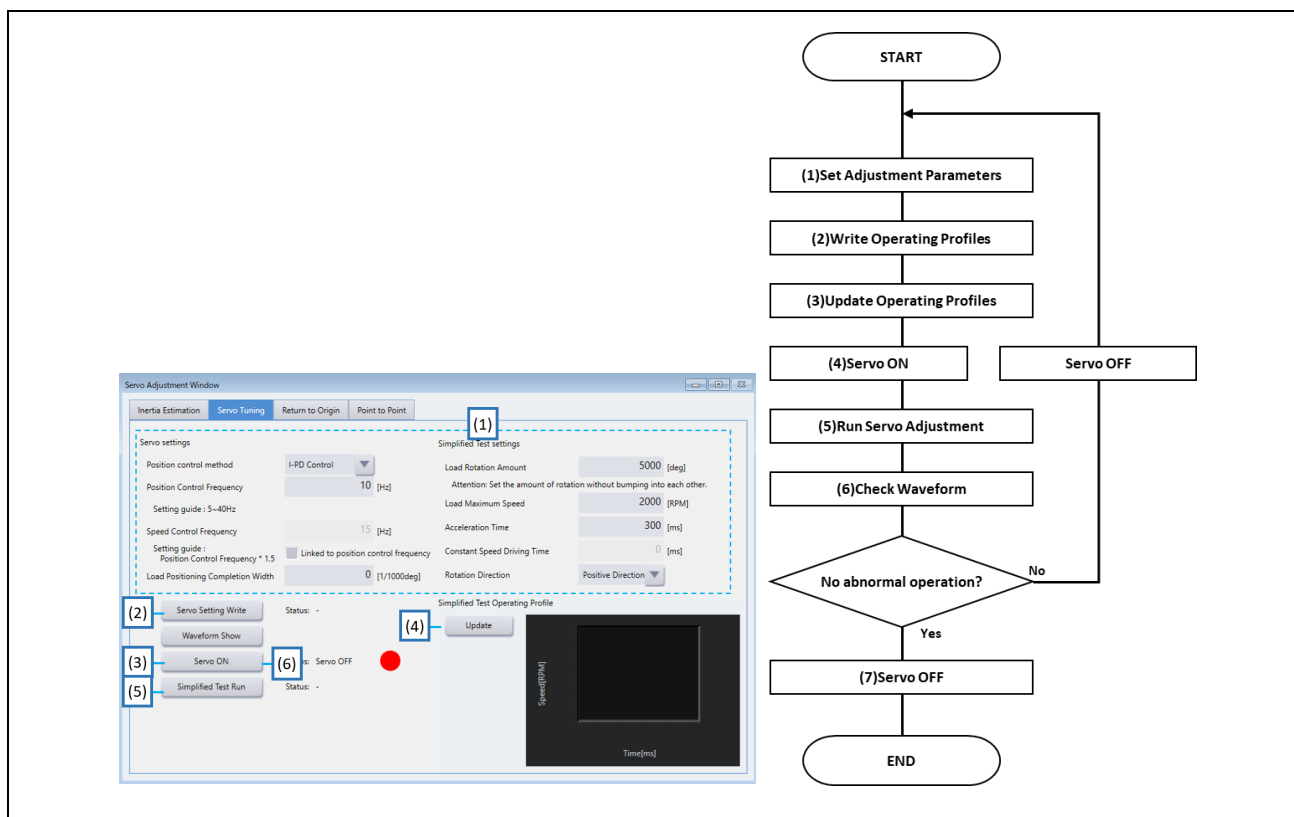 START
(1)Set Adjustment Parameters
(2)Write Operating Profiles
(3)Update Operating Profiles
(4)Servo ON
Servo OFF
(5)Run Servo Adjustment
(6)Check Waveform
No abnormal operation?
No
Yes
(7)Servo OFF
END
Servo Adjustment Window
Inertia Estimation
Servo Tuning
Return to Origin
Point to Point
(1)
Servo settings
Position control method
I-PD Control
Position Control Frequency
10 [Hz]
Setting guide : 5~40Hz
Speed Control Frequency
15 [Hz]
Setting guide :
Position Control Frequency * 1.5
Linked to position control frequency
Load Positioning Completion Width
0 [1/1000deg]
Simplified Test settings
Load Rotation Amount
5000 [deg]
Attention: Set the amount of rotation without bumping into each other.
Load Maximum Speed
2000 [RPM]
Acceleration Time
300 [ms]
Constant Speed Driving Time
0 [ms]
Rotation Direction
Positive Direction
(2)
Servo Setting Write
Status: -
Waveform Show
(3)
Servo ON
(6)
s: Servo OFF
(5)
Simplified Test Run
Status: -
Simplified Test Operating Profile
(4)
Update
Speed[RPM]
Time[ms]